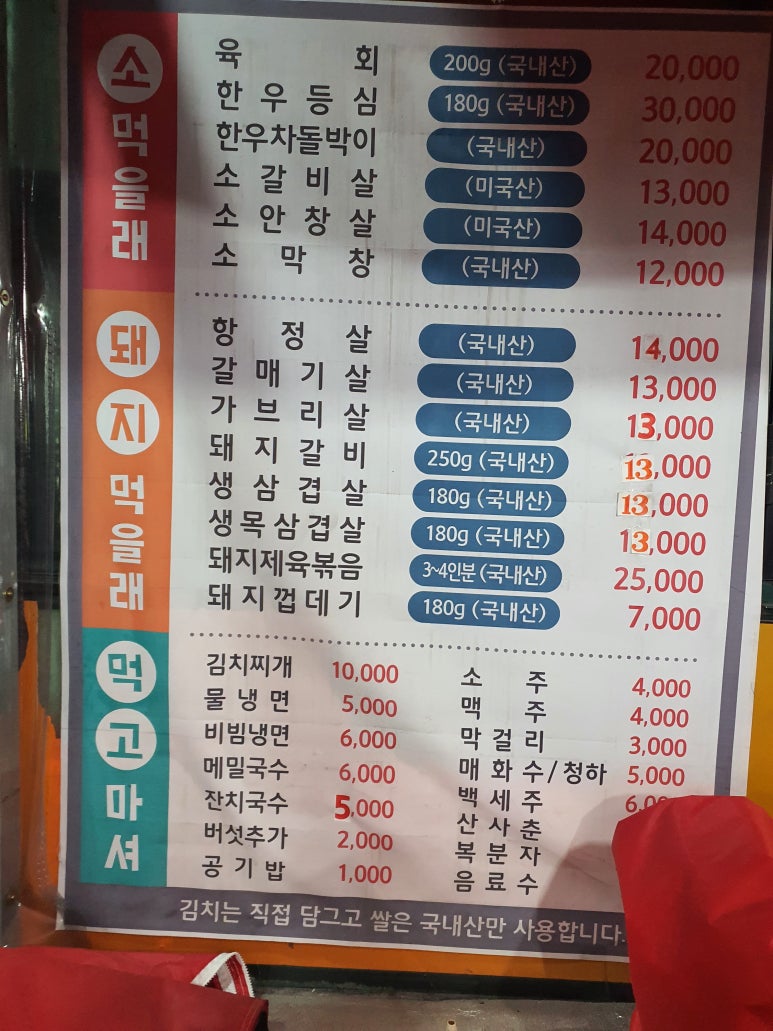 소 먹을래
육회 200g (국내산) 20,000
한우등심 180g (국내산) 30,000
한우차돌박이 (국내산) 20,000
소갈비살 (미국산) 13,000
소안창살 (미국산) 14,000
소막창 (국내산) 12,000
돼지 먹을래
항정살 (국내산) 14,000
갈매기살 (국내산) 13,000
가브리살 (국내산) 13,000
돼지갈비 250g (국내산) 13,000
생삼겹살 180g (국내산) 13,000
생목삼겹살 180g (국내산) 13,000
돼지제육볶음 3~4인분 (국내산) 25,000
돼지껍데기 180g (국내산) 7,000
먹고마셔
김치찌개 10,000
물냉면 5,000
비빔냉면 6,000
메밀국수 6,000
잔치국수 5,000
버섯추가 2,000
공기밥 1,000
소주 4,000
맥주 4,000
막걸리 3,000
매화수/청하 5,000
백세주
산사춘
복분자
음료수
김치는 직접 담그고 쌀은 국내산만 사용합니다.